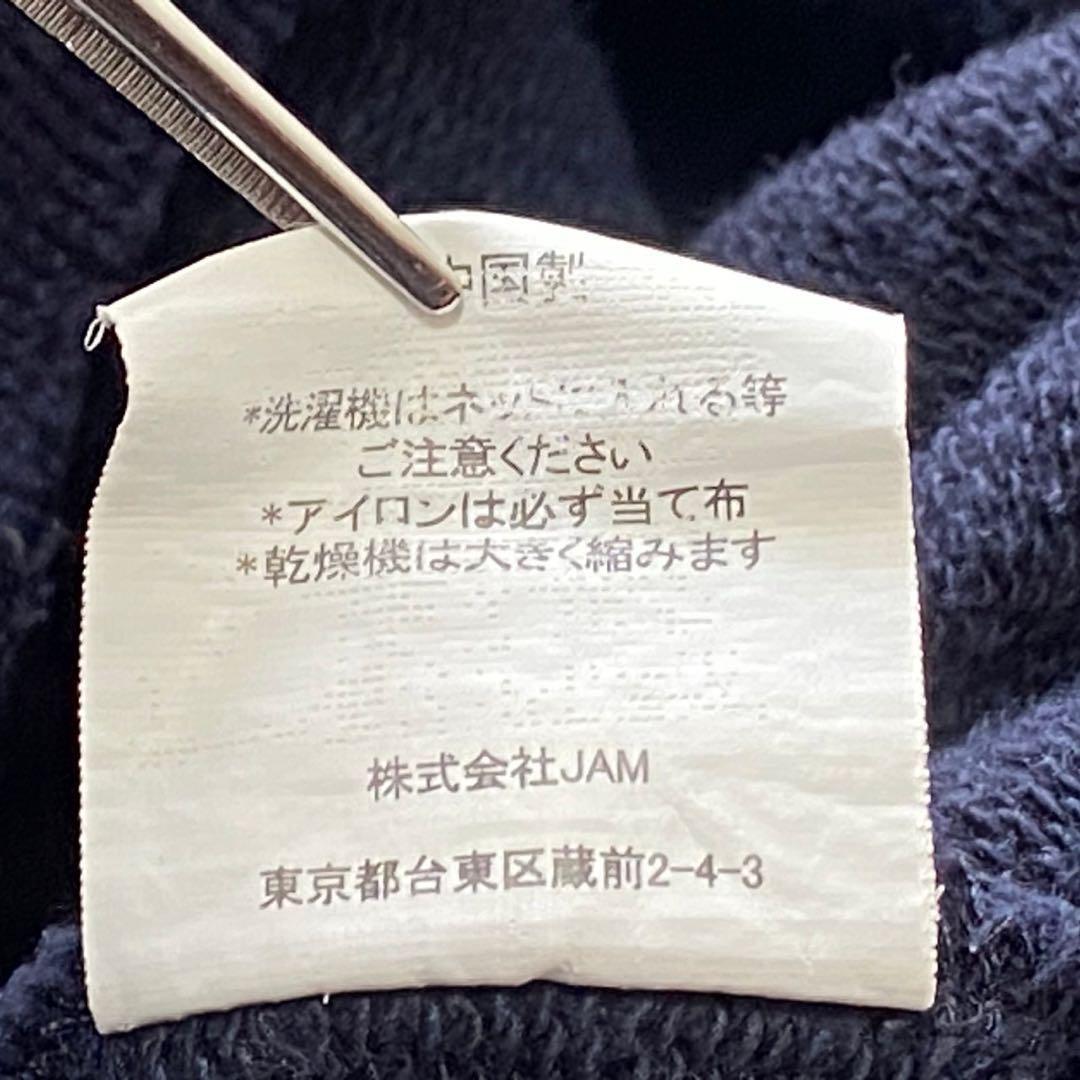 中国製
*洗濯機はネットに入れる等
ご注意ください
*アイロンは必ず当て布
*乾燥機は大きく縮みます
株式会社JAM
東京都台東区蔵前2-4-3